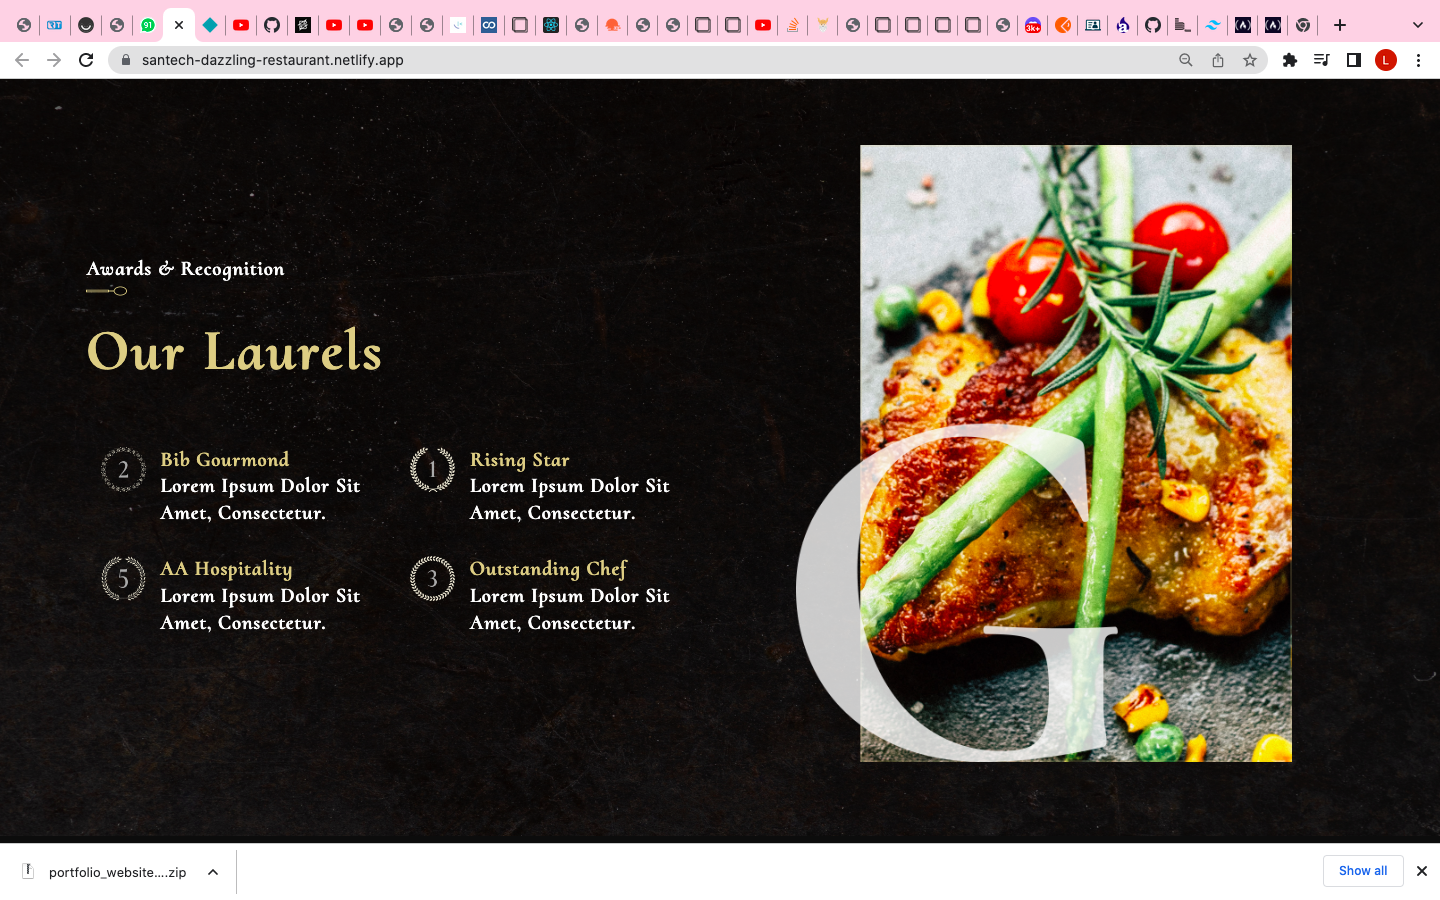 91
3k+
santech-dazzling-restaurant.netlify.app
L
Awards & Recognition
Our Laurels
2
Bib Gourmond
Lorem Ipsum Dolor Sit
Amet, Consectetur.
1
Rising Star
Lorem Ipsum Dolor Sit
Amet, Consectetur.
5
AA Hospitality
Lorem Ipsum Dolor Sit
Amet, Consectetur.
3
Outstanding Chef
Lorem Ipsum Dolor Sit
Amet, Consectetur.
G
portfolio_website....zip
Show all